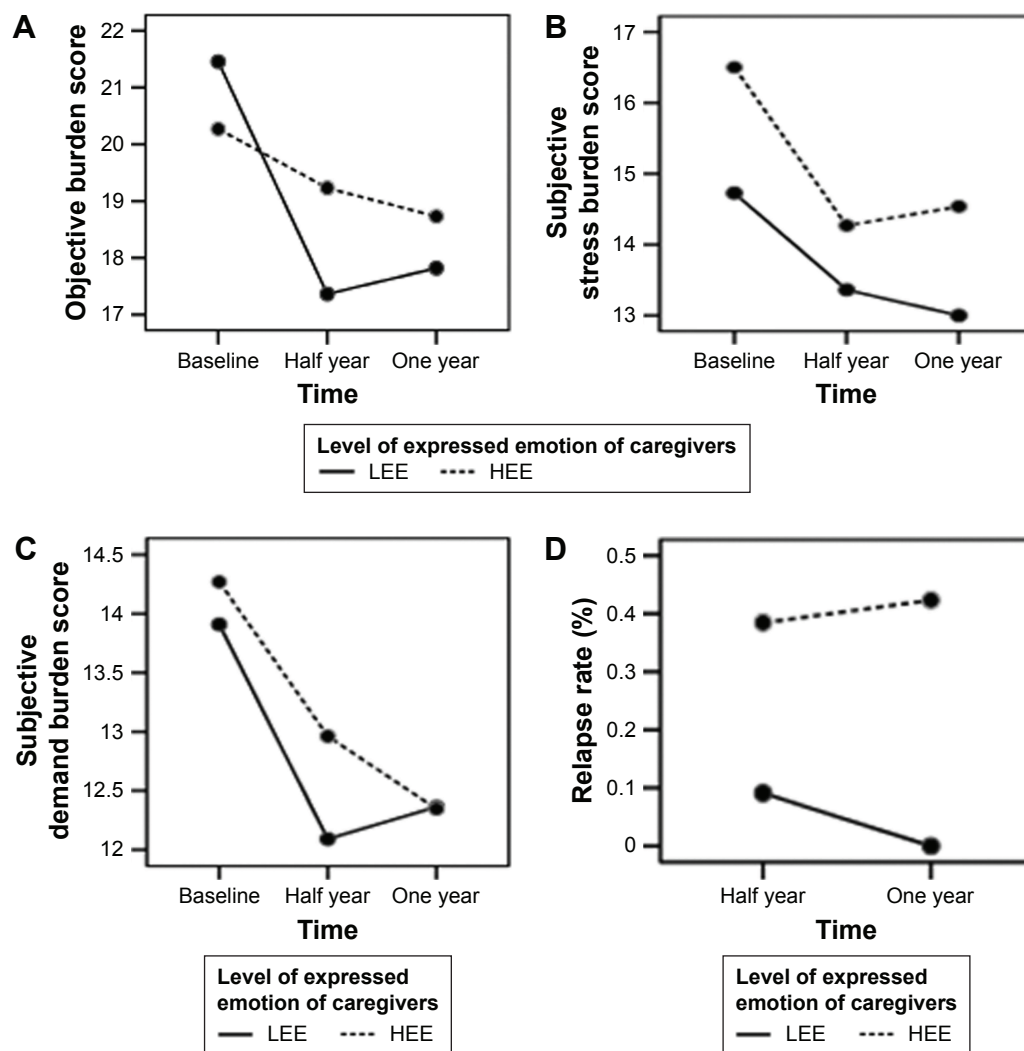 A
Objective burden score
22
21
20
19
18
17
Baseline Half year One year
Time
B
Subjective
stress burden score
17
16
15
14
13
Baseline Half year One year
Time
Level of expressed emotion of caregivers
LEE HEE
C
Subjective
demand burden score
14.5
14
13.5
13
12.5
12
Baseline Half year One year
Time
Level of expressed
emotion of caregivers
LEE HEE
D
Relapse rate (%)
0.5
0.4
0.3
0.2
0.1
0
Half year One year
Time
Level of expressed
emotion of caregivers
LEE HEE